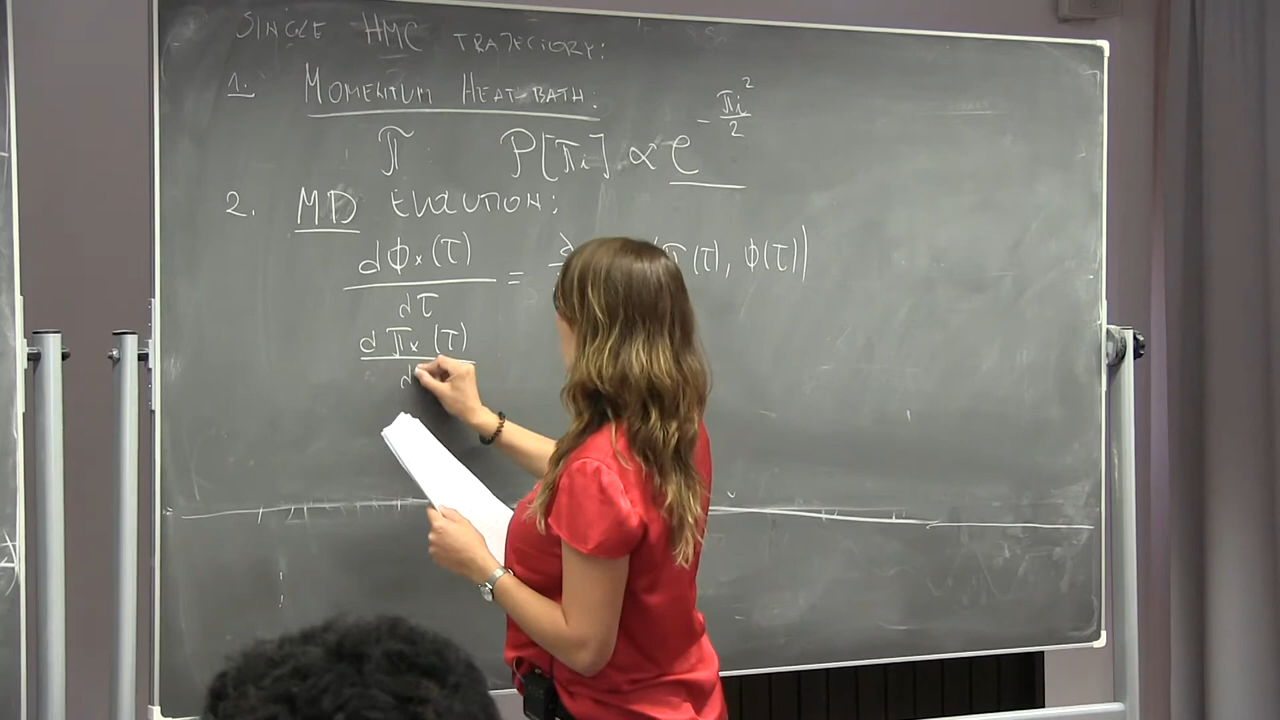 SINGLE HMC TRAJECTORY:
1. MOMENTUM HEAT-BATH:
π : P[πᵢ] ∝ e^{-πᵢ²/2}
2. MD EVOLUTION:
dϕₓ(τ)/dτ = ∂ (π(τ), ϕ(τ))
dπₓ(τ)/d